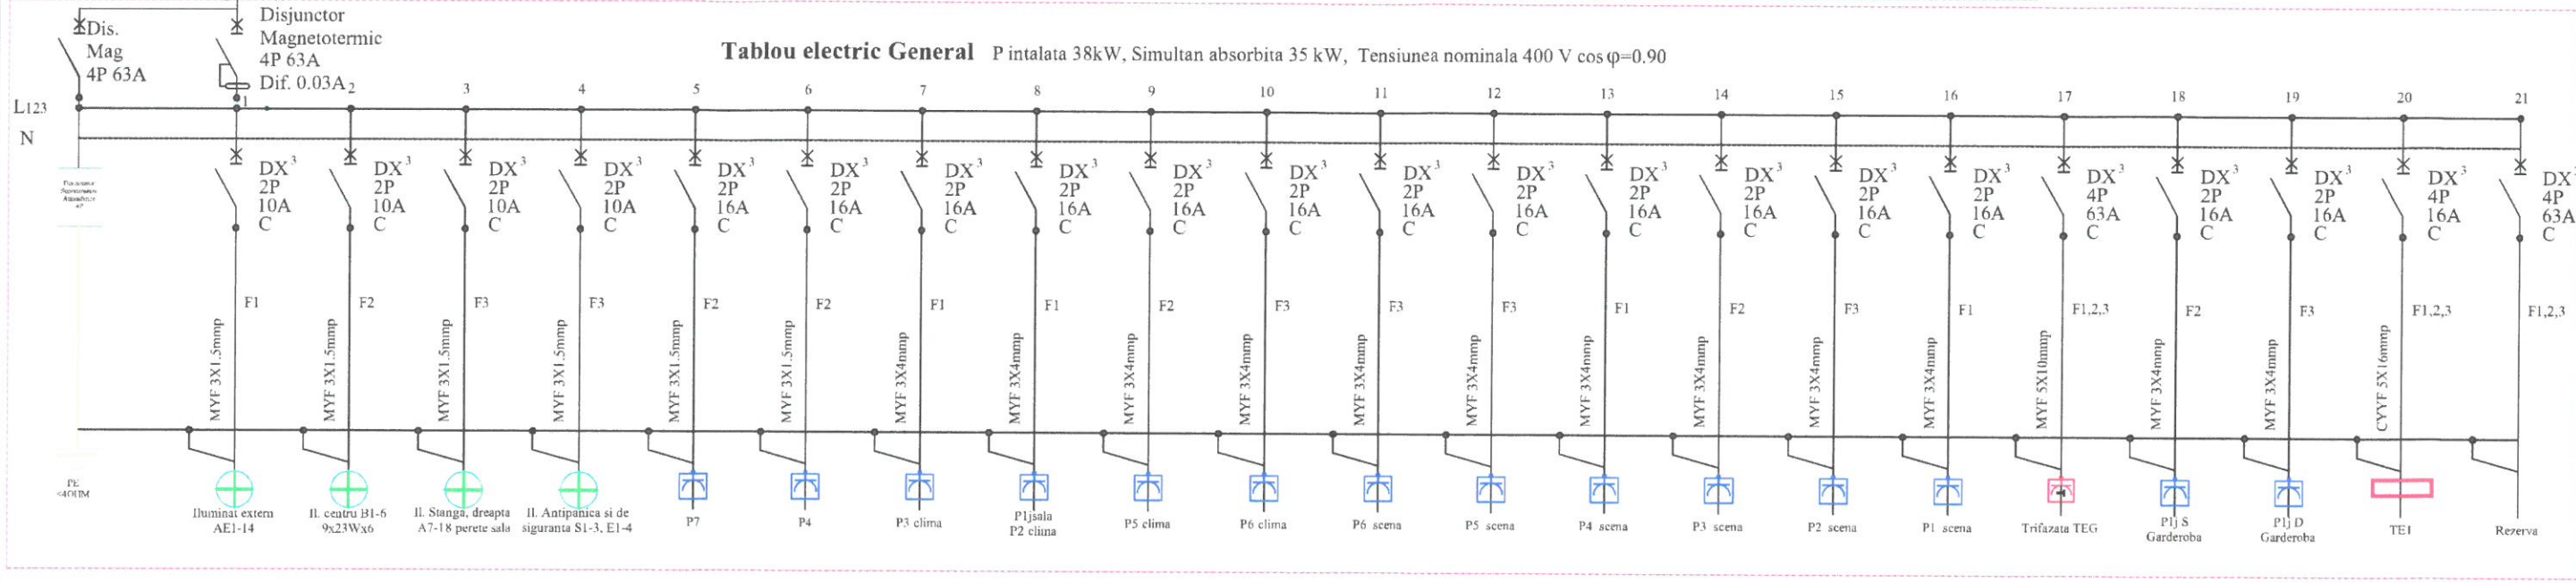 Dis.
Mag
4P 63A
Disjunctor
Magnetotermic
4P 63A
Dif. 0.03A
Tablou electric General P intalata 38kW, Simultan absorbita 35 kW, Tensiunea nominala 400 V cos φ=0.90
1 2 3 4 5 6 7 8 9 10 11 12 13 14 15 16 17 18 19 20 21
L123
N
DX³ 2P 10A C
DX³ 2P 10A C
DX³ 2P 10A C
DX³ 2P 10A C
DX³ 2P 16A C
DX³ 2P 16A C
DX³ 2P 16A C
DX³ 2P 16A C
DX³ 2P 16A C
DX³ 2P 16A C
DX³ 2P 16A C
DX³ 2P 16A C
DX³ 2P 16A C
DX³ 2P 16A C
DX³ 2P 16A C
DX³ 2P 16A C
DX³ 4P 63A C
DX³ 2P 16A C
DX³ 2P 16A C
DX³ 4P 16A C
DX³ 4P 63A C
F1 F2 F3 F3 F2 F2 F1 F1 F2 F3 F3 F3 F1 F2 F3 F1 F1,2,3 F2 F3 F1,2,3 F1,2,3
MYF 3X1.5mmp
MYF 3X1.5mmp
MYF 3X1.5mmp
MYF 3X1.5mmp
MYF 3X1.5mmp
MYF 3X1.5mmp
MYF 3X4mmp
MYF 3X4mmp
MYF 3X4mmp
MYF 3X4mmp
MYF 3X4mmp
MYF 3X4mmp
MYF 3X4mmp
MYF 3X4mmp
MYF 3X4mmp
MYF 3X4mmp
MYF 5X10mmp
MYF 3X4mmp
MYF 3X4mmp
CYYF 5X16mmp
PE
<4OHM
Iluminat extern
AE1-14
Il. centru B1-6
9x23Wx6
Il. Stanga, dreapta
A7-18 perete sala
Il. Antipanica si de
siguranta S1-3, E1-4
P7
P4
P3 clima
P1jsala
P2 clima
P5 clima
P6 clima
P6 scena
P5 scena
P4 scena
P3 scena
P2 scena
P1 scena
Trifazata TEG
P1j S
Garderoba
P1j D
Garderoba
TE1
Rezerva